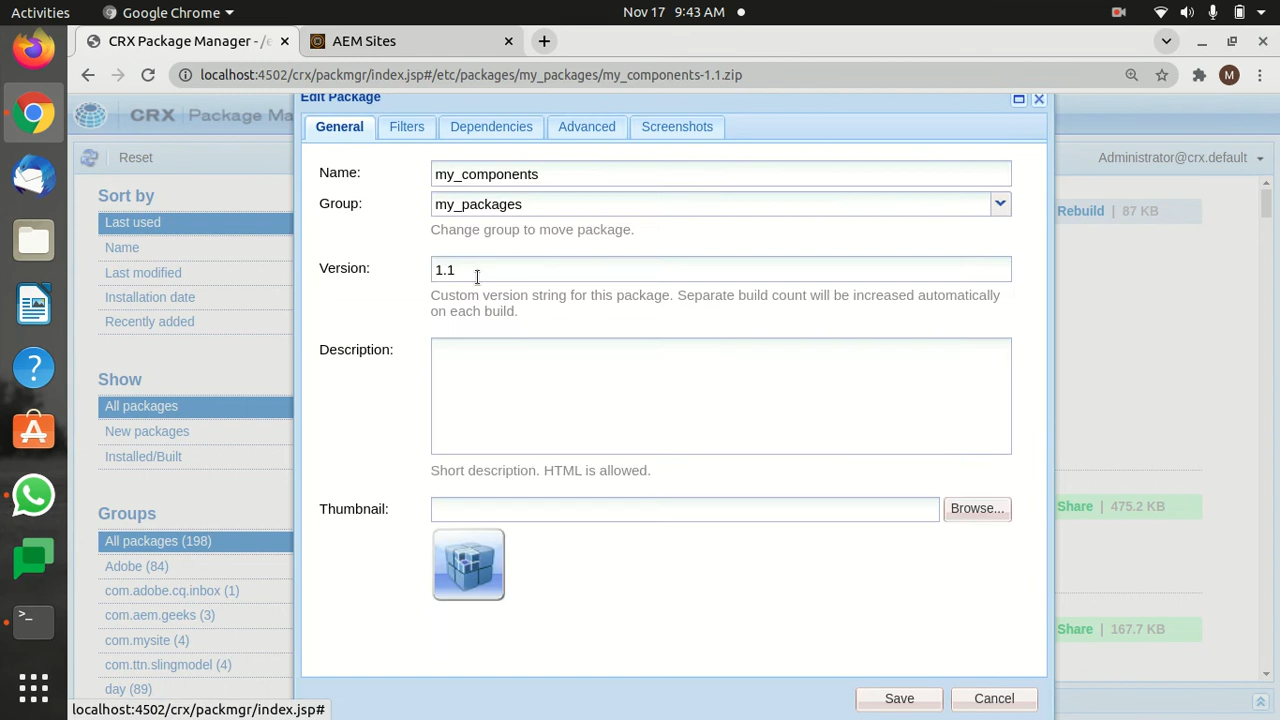 Activities
Google Chrome
Nov 17 9:43 AM
CRX Package Manager - /e
AEM Sites
localhost:4502/crx/packmgr/index.jsp#/etc/packages/my_packages/my_components-1.1.zip
M
CRX Package Ma
Edit Package
General
Filters
Dependencies
Advanced
Screenshots
Reset
Administrator@crx.default
Name:
my_components
Group:
my_packages
Change group to move package.
Version:
1.1
Custom version string for this package. Separate build count will be increased automatically
on each build.
Description:
Short description. HTML is allowed.
Thumbnail:
Browse...
Save
Cancel
Sort by
Last used
Name
Last modified
Installation date
Recently added
Show
All packages
New packages
Installed/Built
Groups
All packages (198)
Adobe (84)
com.adobe.cq.inbox (1)
com.aem.geeks (3)
com.mysite (4)
com.ttn.slingmodel (4)
day (89)
Rebuild | 87 KB
Share | 475.2 KB
Share | 167.7 KB
localhost:4502/crx/packmgr/index.jsp#